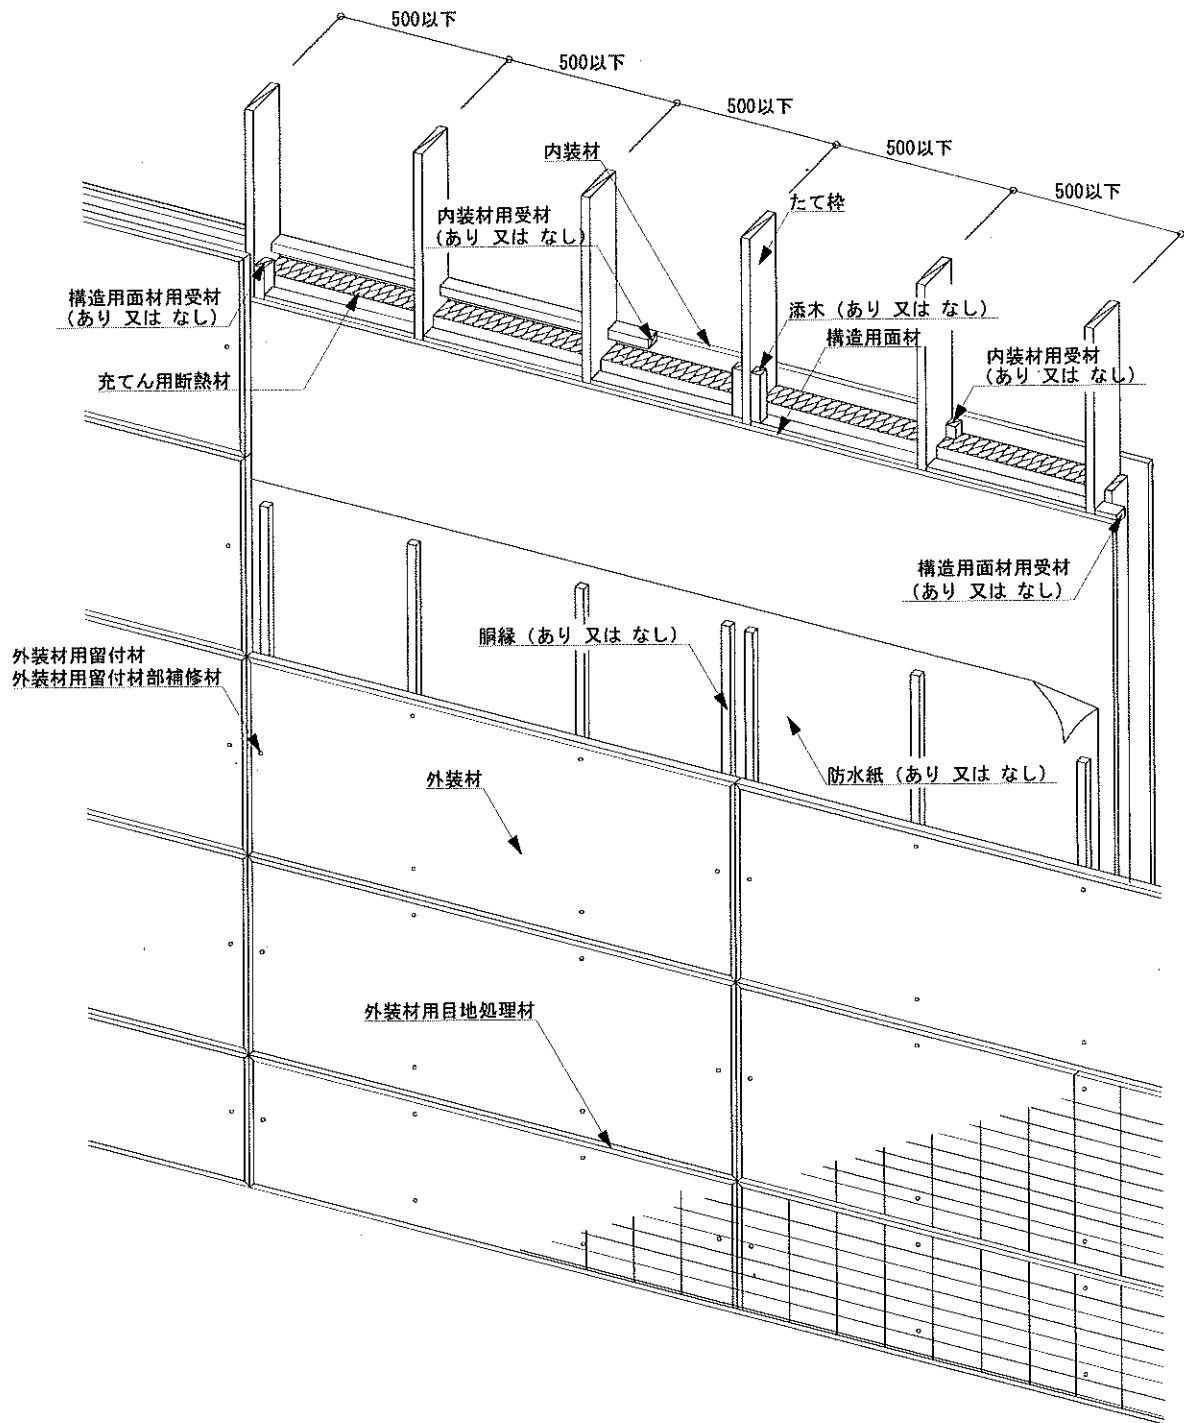 500以下
500以下
500以下
500以下
500以下
内装材
たて枠
内装材用受材
(あり 又は なし)
構造用面材用受材
(あり 又は なし)
添木 (あり 又は なし)
構造用面材
内装材用受材
(あり 又は なし)
充てん用断熱材
構造用面材用受材
(あり 又は なし)
胴縁 (あり 又は なし)
外装材用留付材
外装材用留付材部補修材
防水紙 (あり 又は なし)
外装材
外装材用目地処理材